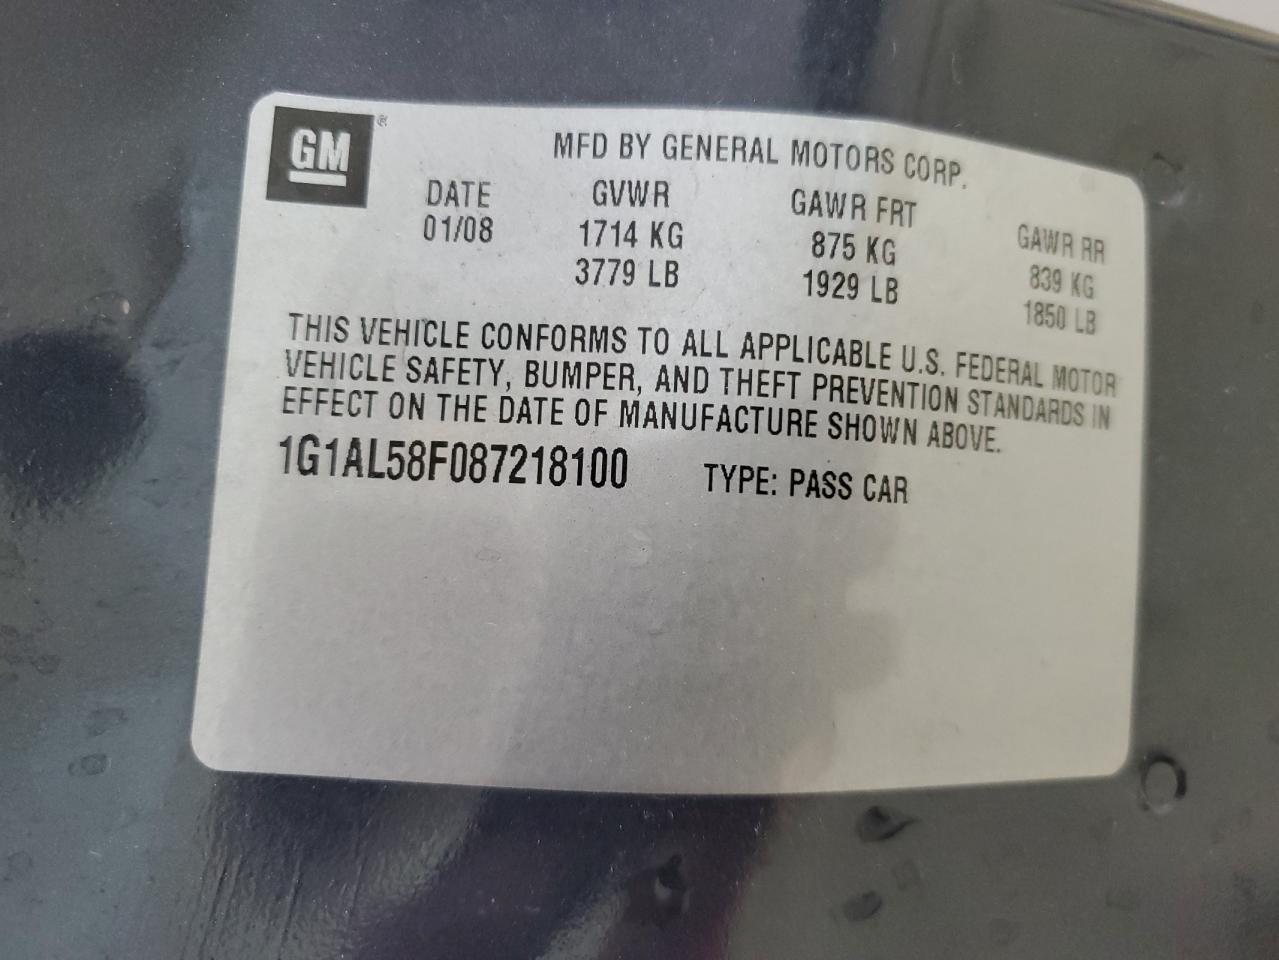 GM®
MFD BY GENERAL MOTORS CORP.
DATE GVWR GAWR FRT GAWR RR
01/08 1714 KG 875 KG 839 KG
3779 LB 1929 LB 1850 LB
THIS VEHICLE CONFORMS TO ALL APPLICABLE U.S. FEDERAL MOTOR
VEHICLE SAFETY, BUMPER, AND THEFT PREVENTION STANDARDS IN
EFFECT ON THE DATE OF MANUFACTURE SHOWN ABOVE.
1G1AL58F087218100 TYPE: PASS CAR